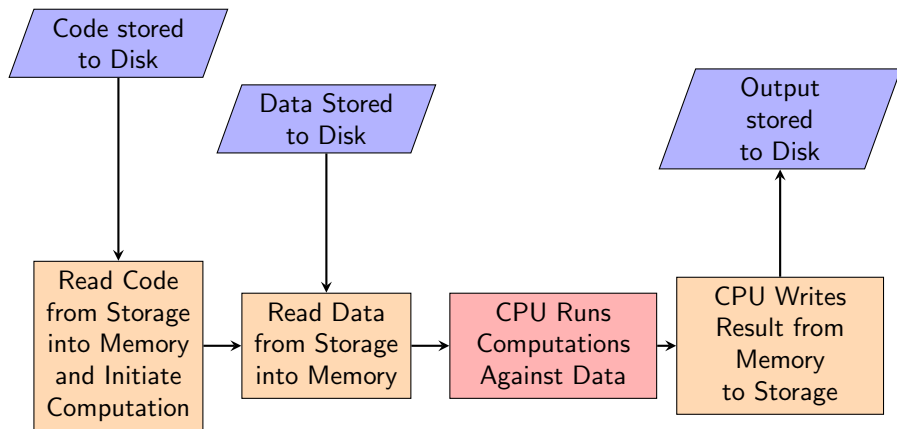 Code stored
to Disk
Data Stored
to Disk
Output
stored
to Disk
Read Code
from Storage
into Memory
and Initiate
Computation
Read Data
from Storage
into Memory
CPU Runs
Computations
Against Data
CPU Writes
Result from
Memory
to Storage